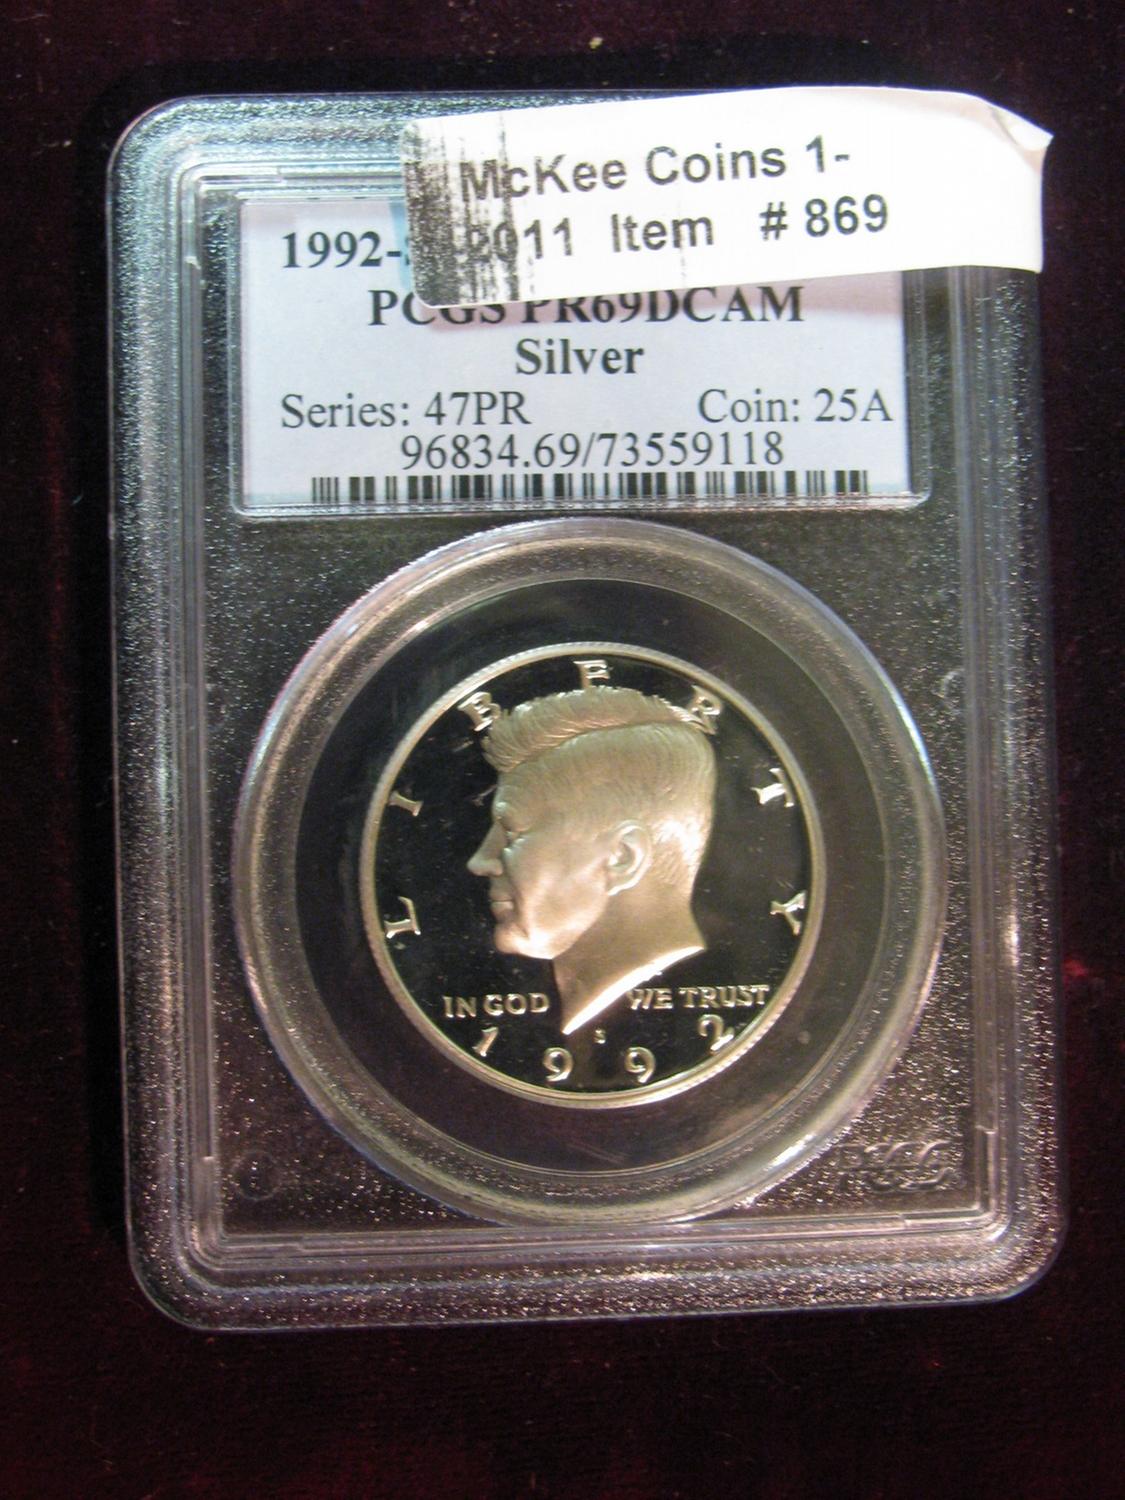 McKee Coins 1-
2011 Item # 869
1992-
PCGS PR69DCAM
Silver
Series: 47PR Coin: 25A
96834.69/73559118
LIBERTY
IN GOD WE TRUST
S
1992
PCGS